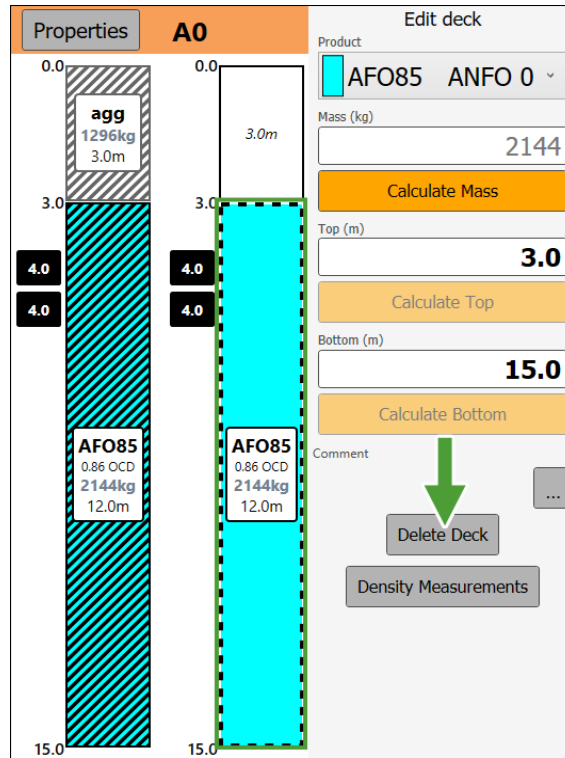 Properties
A0
0.0
agg
1296kg
3.0m
3.0
4.0
4.0
AFO85
0.86 OCD
2144kg
12.0m
15.0
0.0
3.0m
3.0
4.0
4.0
AFO85
0.86 OCD
2144kg
12.0m
15.0
Edit deck
Product
AFO85 ANFO 0
Mass (kg)
2144
Calculate Mass
Top (m)
3.0
Calculate Top
Bottom (m)
15.0
Calculate Bottom
Comment
...
Delete Deck
Density Measurements